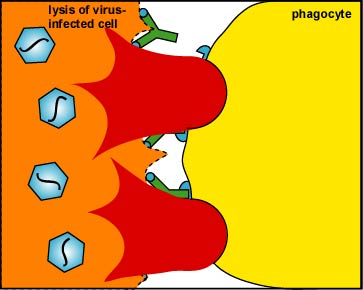 lysis of virus-
infected cell
phagocyte